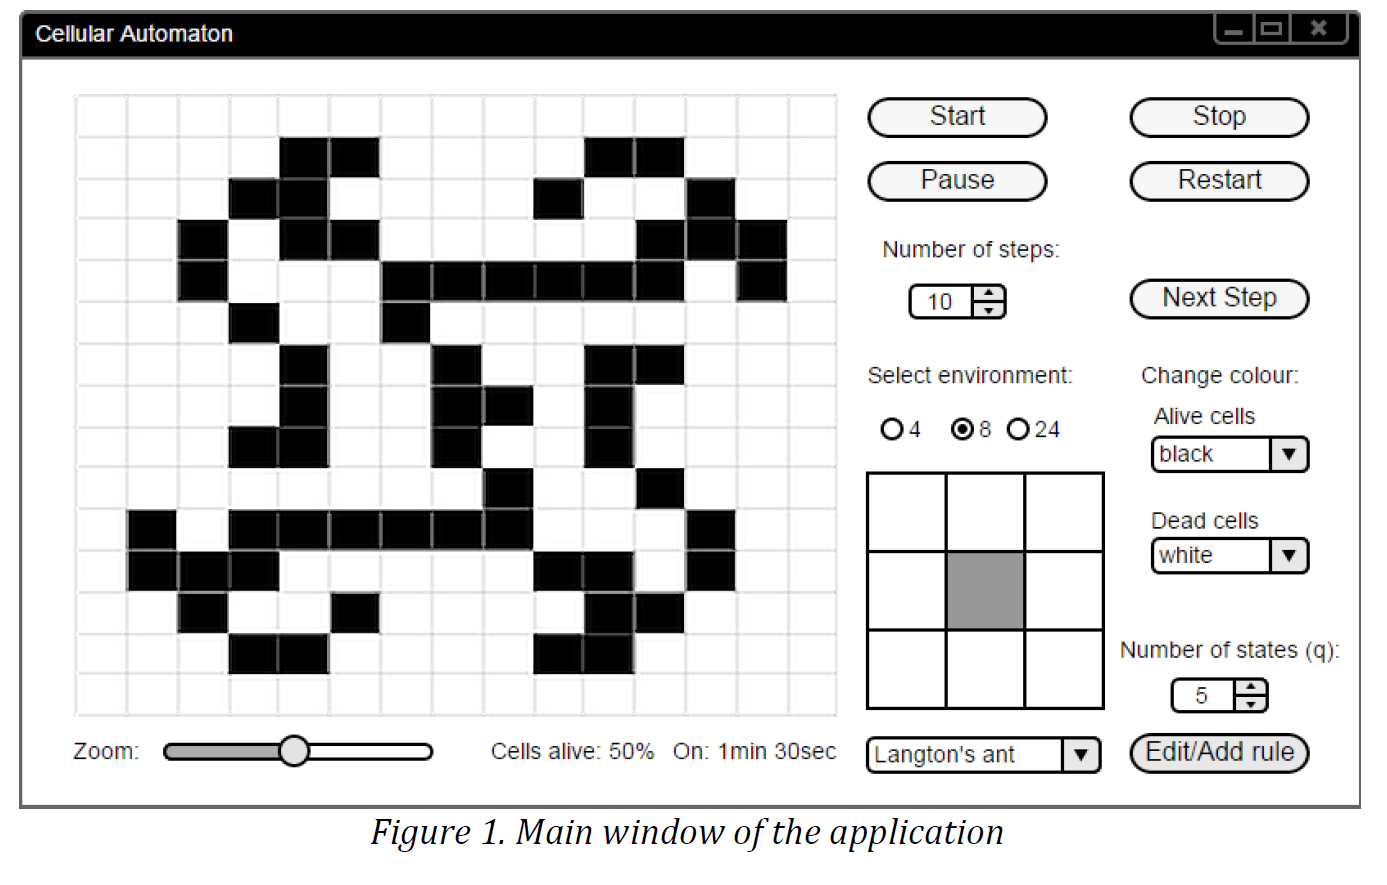 Cellular Automaton
Start
Stop
Pause
Restart
Number of steps:
10
Next Step
Select environment:
Change colour:
4
8
24
Alive cells
black
Dead cells
white
Number of states (q):
5
Zoom:
Cells alive: 50%
On: 1min 30sec
Langton's ant
Edit/Add rule
Figure 1. Main window of the application